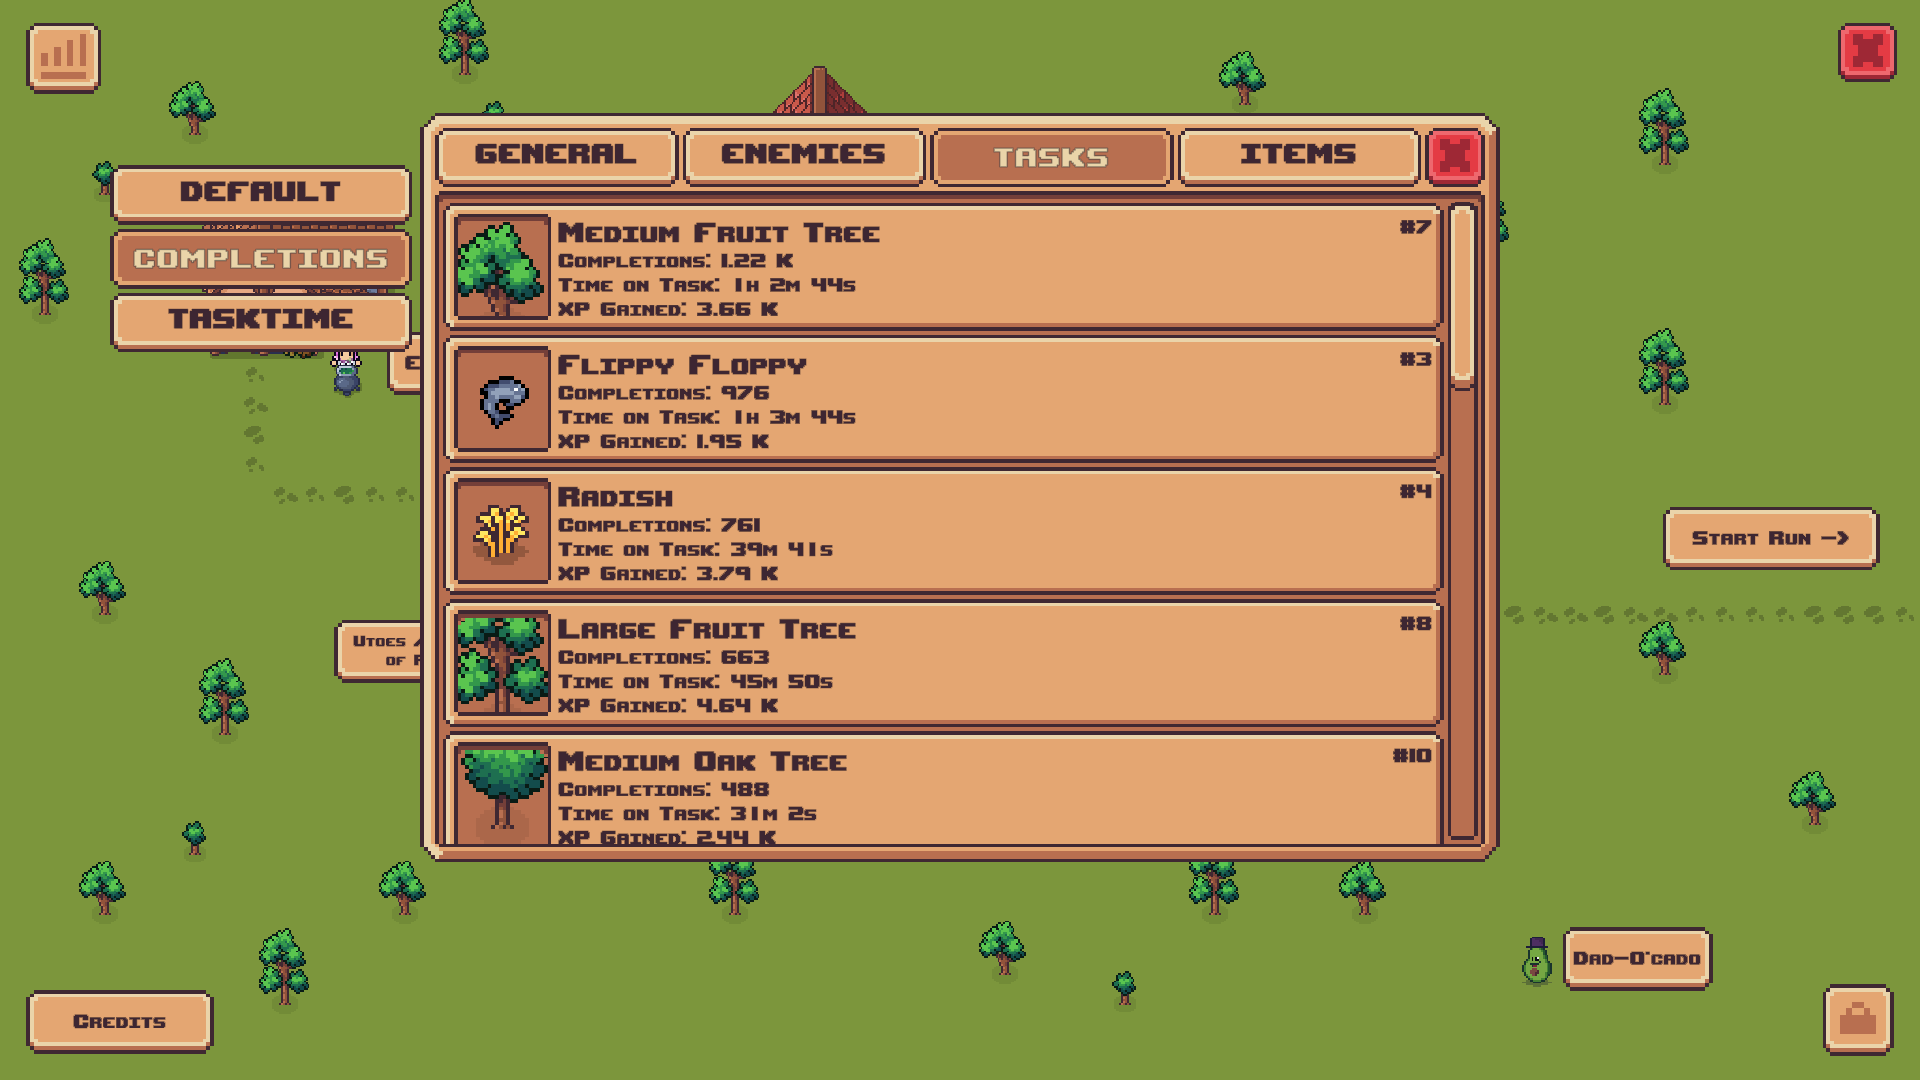 GENERAL
ENEMIES
TASKS
ITEMS
DEFAULT
COMPLETIONS
TASKTIME
Medium Fruit Tree
#7
Completions: 1.22 K
Time on Task: 1h 2m 44s
XP Gained: 3.66 K
Flippy Floppy
#3
Completions: 976
Time on Task: 1h 3m 44s
XP Gained: 1.95 K
Radish
#4
Completions: 761
Time on Task: 39m 41s
XP Gained: 3.79 K
Large Fruit Tree
#8
Completions: 663
Time on Task: 45m 50s
XP Gained: 4.64 K
Medium Oak Tree
#10
Completions: 488
Time on Task: 31m 2s
XP Gained: 2.44 K
Utoes
of
Start Run ->
Dad-O'cado
Credits